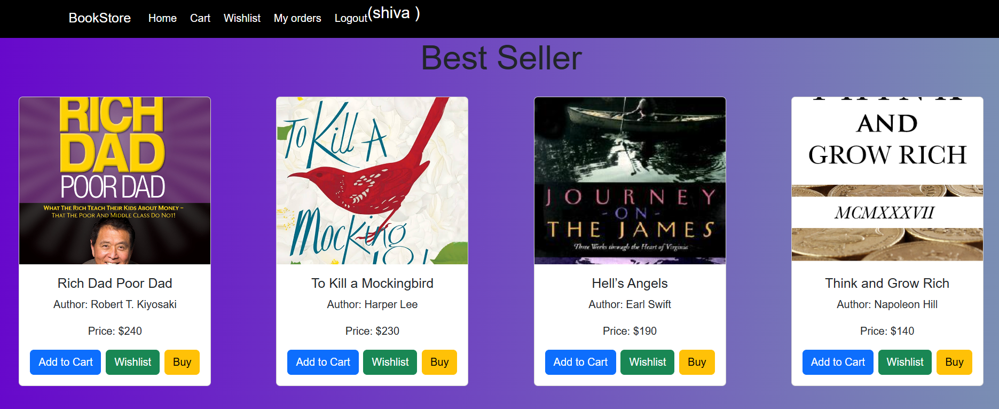 BookStore Home Cart Wishlist My orders Logout(shiva )
Best Seller
RICH
DAD
POOR DAD
WHAT THE RICH TEACH THEIR KIDS ABOUT MONEY –
THAT THE POOR AND MIDDLE CLASS DO NOT!
Rich Dad Poor Dad
Author: Robert T. Kiyosaki
Price: $240
Add to Cart Wishlist Buy
To Kill A
Mocking
To Kill a Mockingbird
Author: Harper Lee
Price: $230
Add to Cart Wishlist Buy
JOURNEY
-ON-
THE JAMES
Three Weeks through the Heart of Virginia
Hell’s Angels
Author: Earl Swift
Price: $190
Add to Cart Wishlist Buy
AND
GROW RICH
MCMXXXVII
Think and Grow Rich
Author: Napoleon Hill
Price: $140
Add to Cart Wishlist Buy